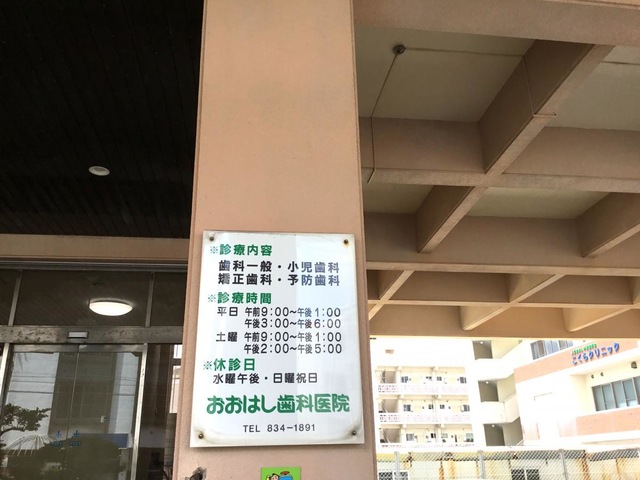 ※診療内容
歯科一般・小児歯科
矯正歯科・予防歯科
※診療時間
平日 午前9:00～午後1:00
午後3:00～午後6:00
土曜 午前9:00～午後1:00
午後2:00～午後5:00
※休診日
水曜午後・日曜祝日
おおはし歯科医院
TEL 834-1891
こくらクリニック